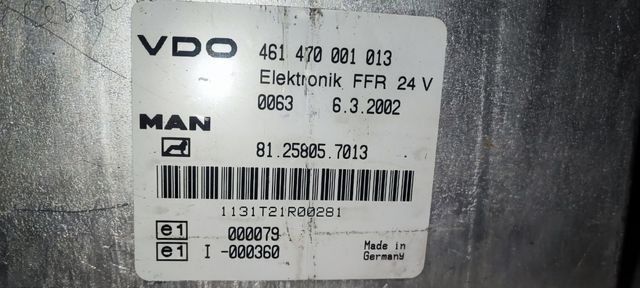 VDO 461 470 001 013
Elektronik FFR 24 V
0063 6.3.2002
MAN
81.25805.7013
1131T21R00281
e1 000079
e1 I -000360
Made in
Germany